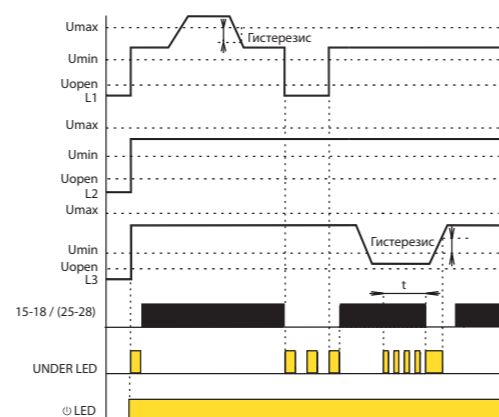 Umax
Гистерезис
Umin
Uopen
L1
Umax
Umin
Uopen
L2
Umax
Гистерезис
Umin
Uopen
L3
t
15-18 / (25-28)
UNDER LED
⏻ LED